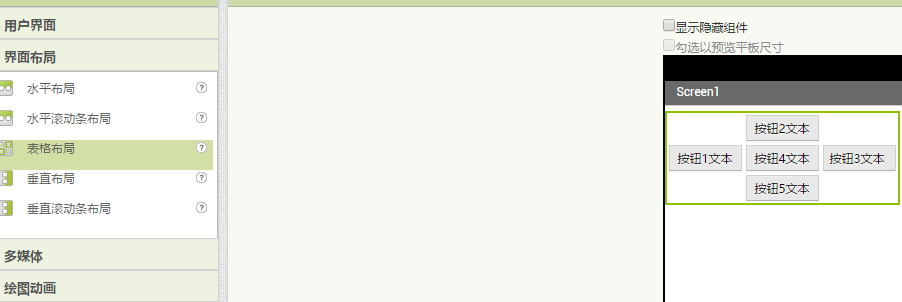 用户界面
界面布局
水平布局
?
水平滚动条布局
?
表格布局
?
垂直布局
?
垂直滚动条布局
?
多媒体
绘图动画
显示隐藏组件
勾选以预览平板尺寸
Screen1
按钮2文本
按钮1文本 按钮4文本 按钮3文本
按钮5文本